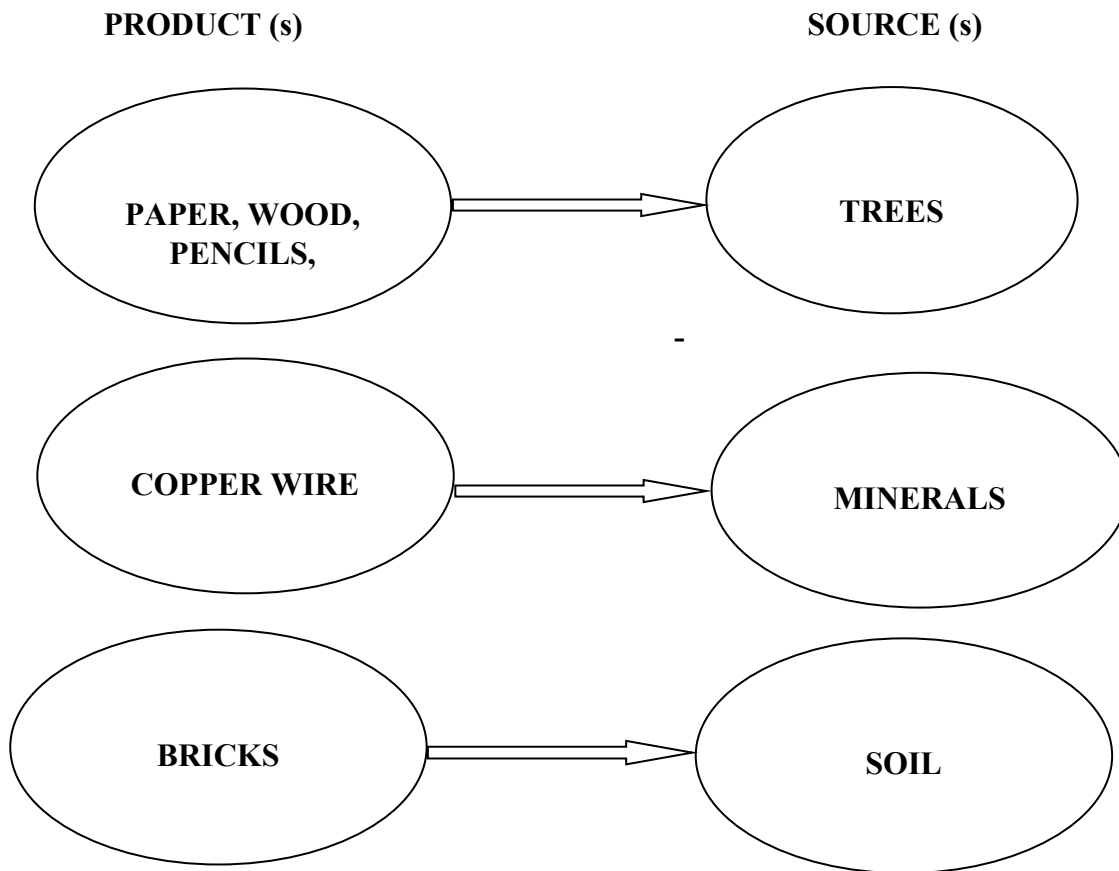 PRODUCT (s)
SOURCE (s)
PAPER, WOOD,
PENCILS,
TREES
-
COPPER WIRE
MINERALS
BRICKS
SOIL